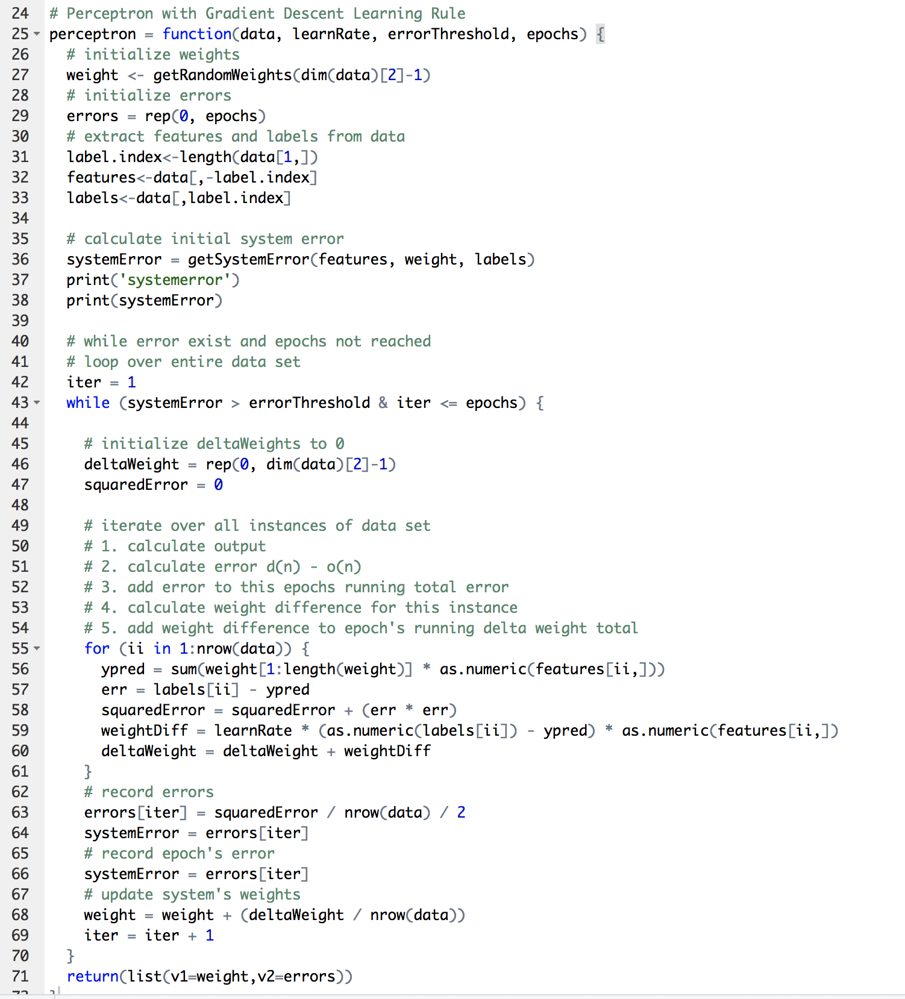 24 # Perceptron with Gradient Descent Learning Rule
25 perceptron = function(data, learnRate, errorThreshold, epochs) {
26 # initialize weights
27 weight <- getRandomWeights(dim(data)[2]-1)
28 # initialize errors
29 errors = rep(0, epochs)
30 # extract features and labels from data
31 label.index<-length(data[1,])
32 features<-data[,-label.index]
33 labels<-data[,label.index]
34
35 # calculate initial system error
36 systemError = getSystemError(features, weight, labels)
37 print('systemerror')
38 print(systemError)
39
40 # while error exist and epochs not reached
41 # loop over entire data set
42 iter = 1
43 while (systemError > errorThreshold & iter <= epochs) {
44
45 # initialize deltaWeights to 0
46 deltaWeight = rep(0, dim(data)[2]-1)
47 squaredError = 0
48
49 # iterate over all instances of data set
50 # 1. calculate output
51 # 2. calculate error d(n) - o(n)
52 # 3. add error to this epochs running total error
53 # 4. calculate weight difference for this instance
54 # 5. add weight difference to epoch's running delta weight total
55 for (ii in 1:nrow(data)) {
56 ypred = sum(weight[1:length(weight)] * as.numeric(features[ii,]))
57 err = labels[ii] - ypred
58 squaredError = squaredError + (err * err)
59 weightDiff = learnRate * (as.numeric(labels[ii]) - ypred) * as.numeric(features[ii,])
60 deltaWeight = deltaWeight + weightDiff
61 }
62 # record errors
63 errors[iter] = squaredError / nrow(data) / 2
64 systemError = errors[iter]
65 # record epoch's error
66 systemError = errors[iter]
67 # update system's weights
68 weight = weight + (deltaWeight / nrow(data))
69 iter = iter + 1
70 }
71 return(list(v1=weight,v2=errors))
72 }